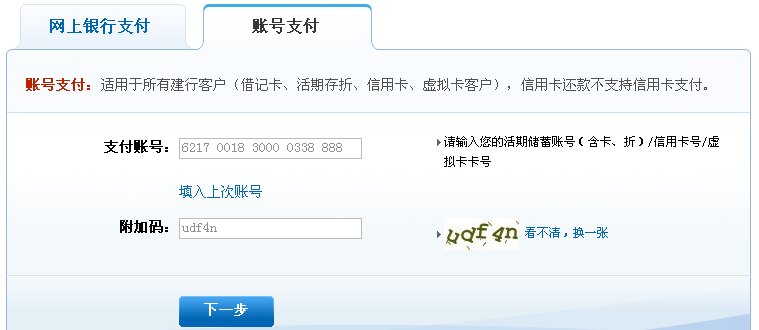 网上银行支付
账号支付
账号支付：适用于所有建行客户（借记卡、活期存折、信用卡、虚拟卡客户），信用卡还款不支持信用卡支付。
支付账号： 6217 0018 3000 0338 888
请输入您的活期储蓄账号（含卡、折）/信用卡号/虚
拟卡卡号
填入上次账号
附加码： udf4n
udf4n 看不清，换一张
下一步